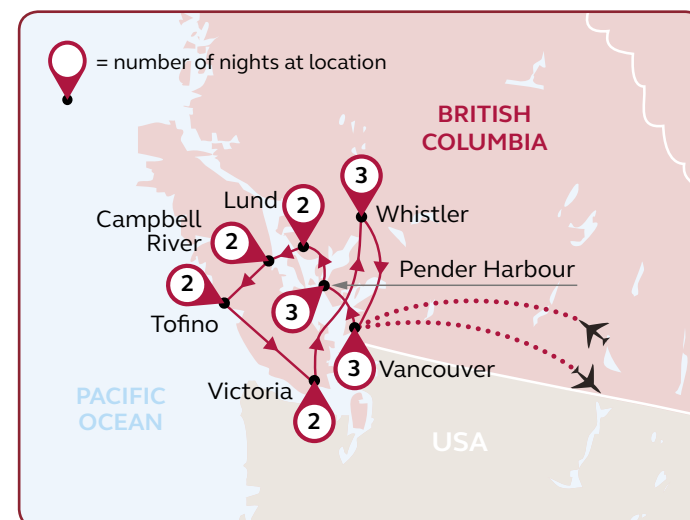 = number of nights at location
BRITISH
COLUMBIA
3
Whistler
Lund
2
Campbell
River
2
Pender Harbour
3
2
Tofino
3
Vancouver
Victoria
2
PACIFIC
OCEAN
USA